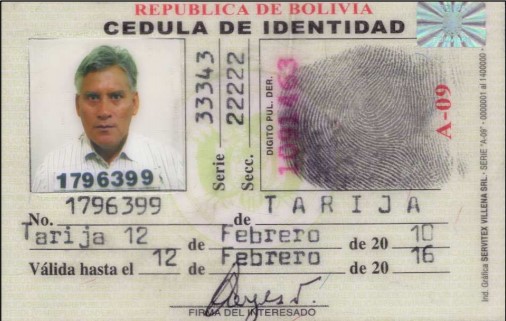 REPUBLICA DE BOLIVIA
CEDULA DE IDENTIDAD
1796399
Serie 33343
Secc. 22222
DIGITO PUL. DER.
A-09
No. 1796399 de TARIJA
Tarija 12 de Febrero de 20 10
Válida hasta el 12 de Febrero de 20 16
FIRMA DEL INTERESADO
Ind. Gráfica SERVITEX VILLENA SRL.- SERIE "A-09" - 0000001 al 1400000 -